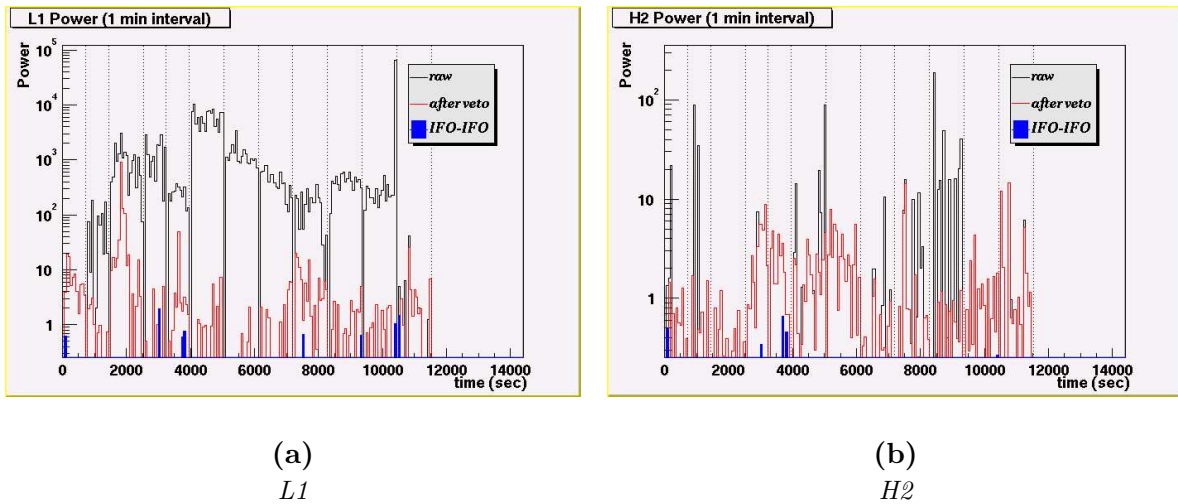 L1 Power (1 min interval)
Power
10^5
10^4
10^3
10^2
10
1
0 2000 4000 6000 8000 10000 12000 14000
time (sec)
raw
after veto
IFO-IFO
(a)
L1
H2 Power (1 min interval)
Power
10^2
10
1
0 2000 4000 6000 8000 10000 12000 14000
time (sec)
raw
after veto
IFO-IFO
(b)
H2